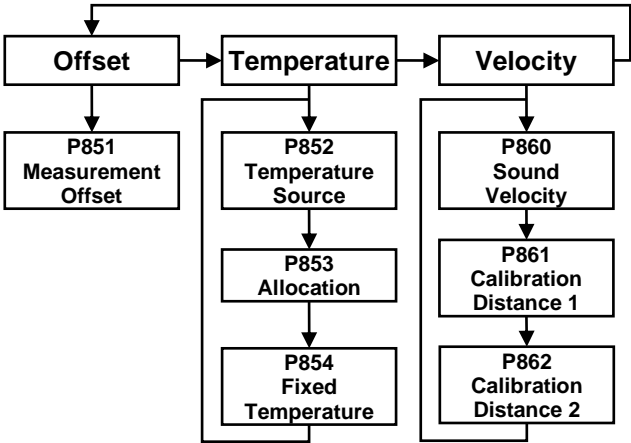 Offset
Temperature
Velocity
P851
Measurement
Offset
P852
Temperature
Source
P853
Allocation
P854
Fixed
Temperature
P860
Sound
Velocity
P861
Calibration
Distance 1
P862
Calibration
Distance 2